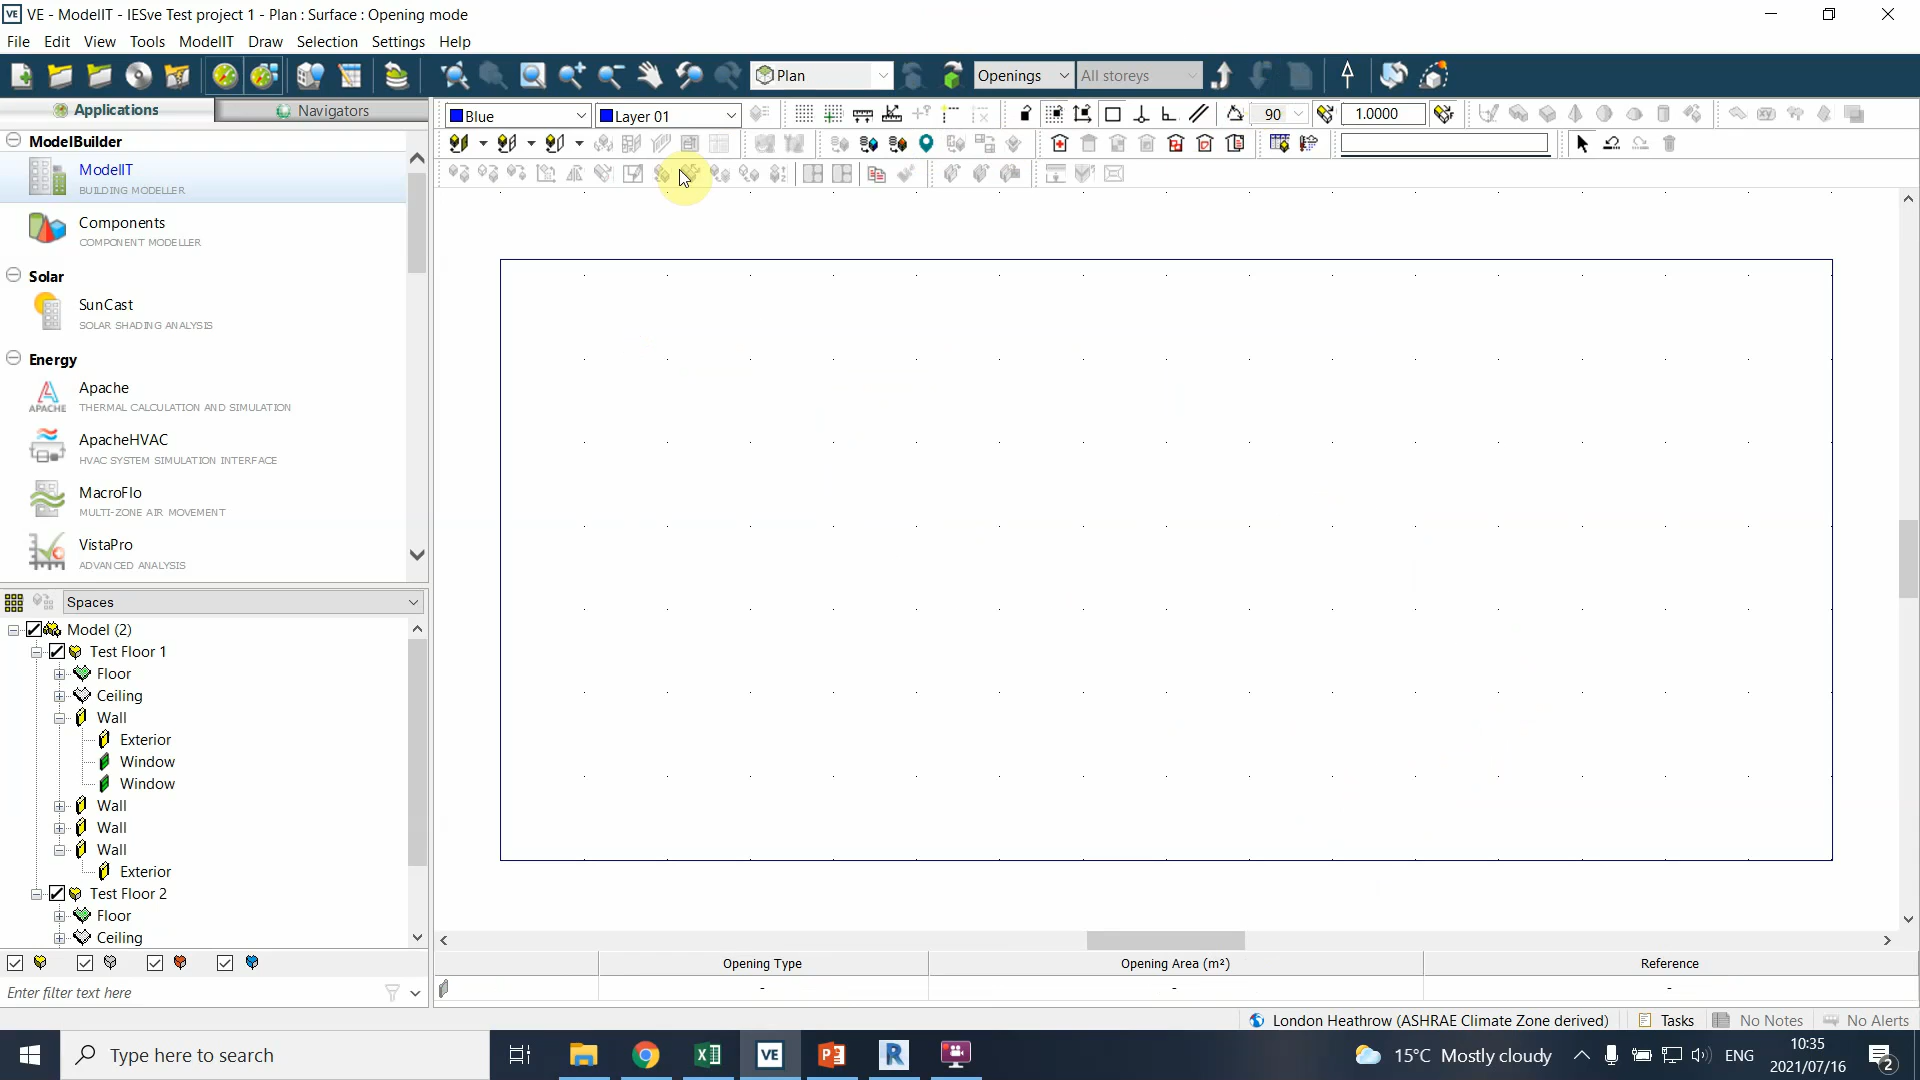 VE - ModelIT - IESve Test project 1 - Plan : Surface : Opening mode
File Edit View Tools ModelIT Draw Selection Settings Help
Plan Openings All storeys
Applications Navigators
Blue Layer 01 90 1.0000
ModelBuilder
ModelIT
BUILDING MODELLER
Components
COMPONENT MODELLER
Solar
SunCast
SOLAR SHADING ANALYSIS
Energy
Apache
APACHE THERMAL CALCULATION AND SIMULATION
ApacheHVAC
HVAC SYSTEM SIMULATION INTERFACE
MacroFlo
MULTI-ZONE AIR MOVEMENT
VistaPro
ADVANCED ANALYSIS
Spaces
Model (2)
Test Floor 1
Floor
Ceiling
Wall
Exterior
Window
Window
Wall
Wall
Wall
Exterior
Test Floor 2
Floor
Ceiling
Enter filter text here
Opening Type Opening Area (m²) Reference
- - -
London Heathrow (ASHRAE Climate Zone derived) Tasks No Notes No Alerts
Type here to search
15°C Mostly cloudy ENG
10:35
2021/07/16
2